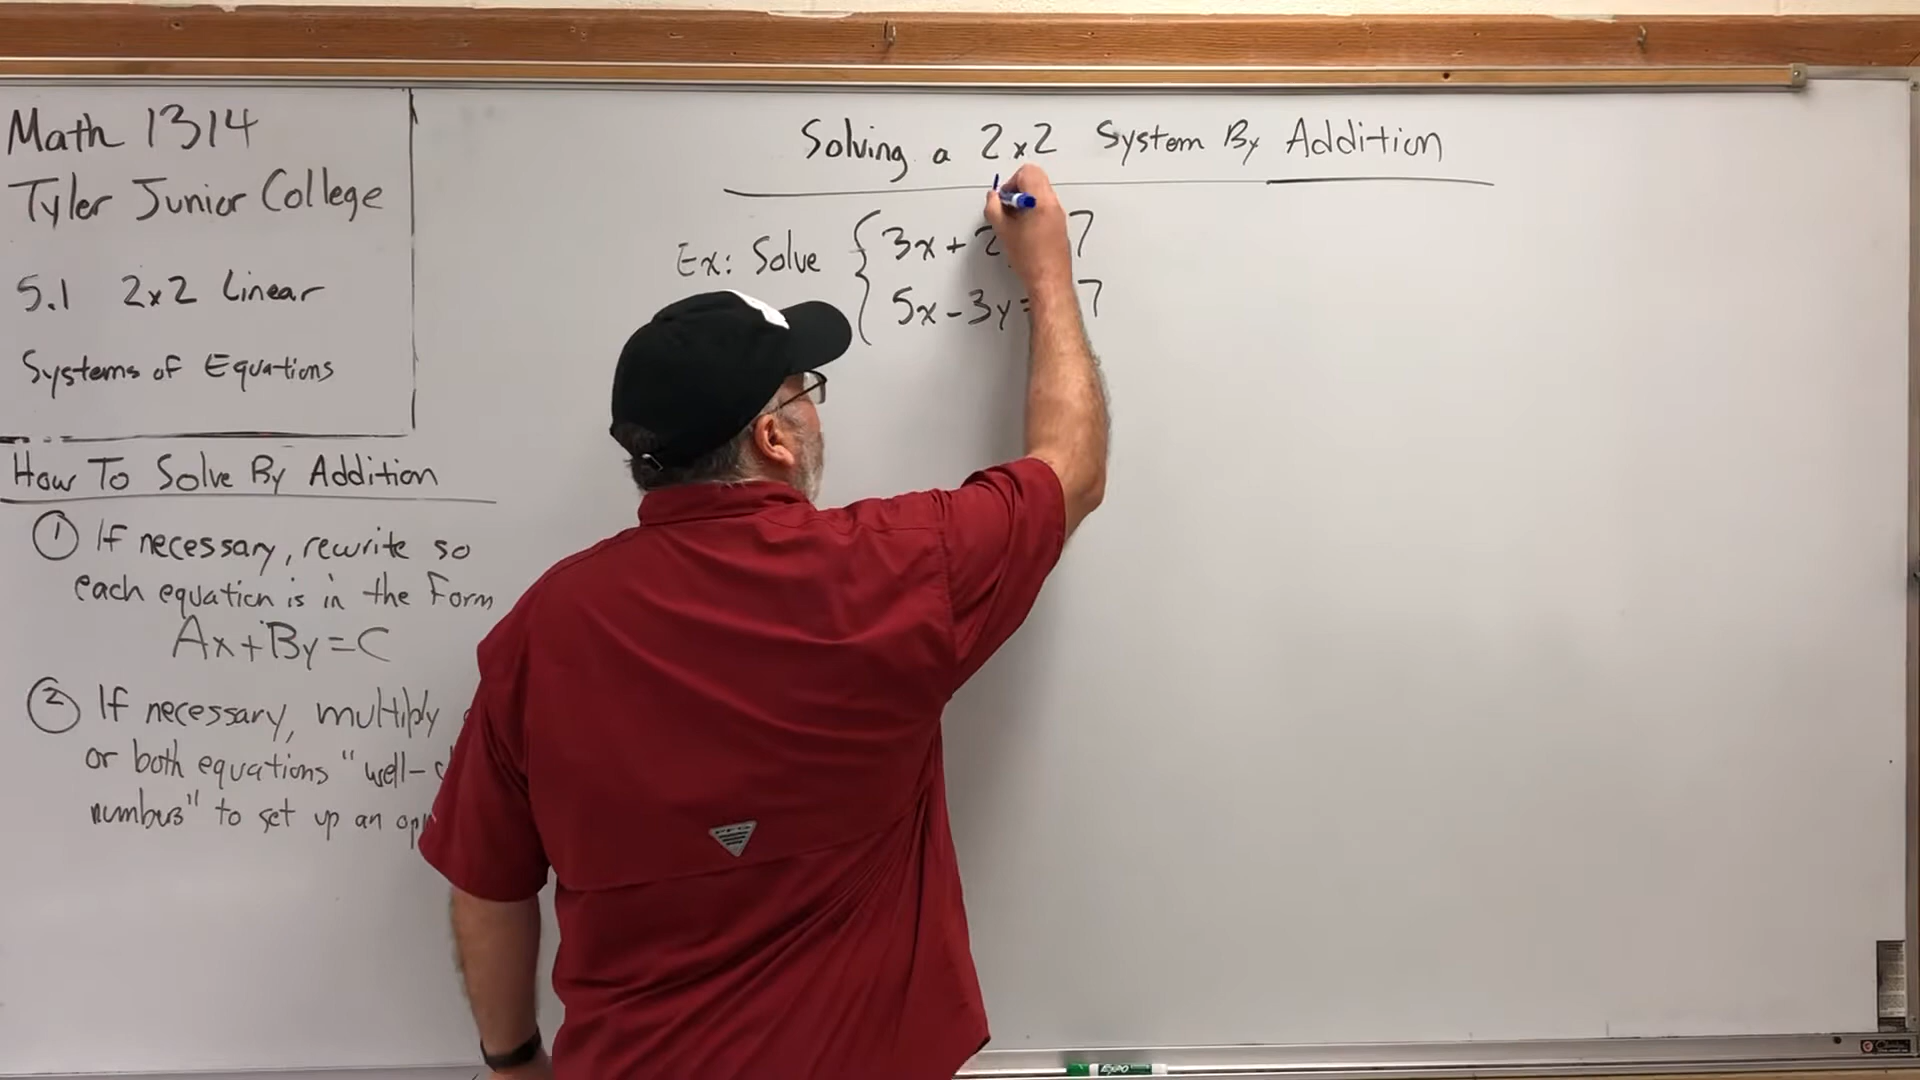 Math 1314
Tyler Junior College
5.1 2x2 Linear
Systems of Equations
How To Solve By Addition
① If necessary, rewrite so
each equation is in the Form
Ax+By=C
② If necessary, multiply
or both equations "well-
numbers" to set up an
Solving a 2x2 System By Addition
Ex: Solve { 3x+2 7
5x-3y= 7
EXPO